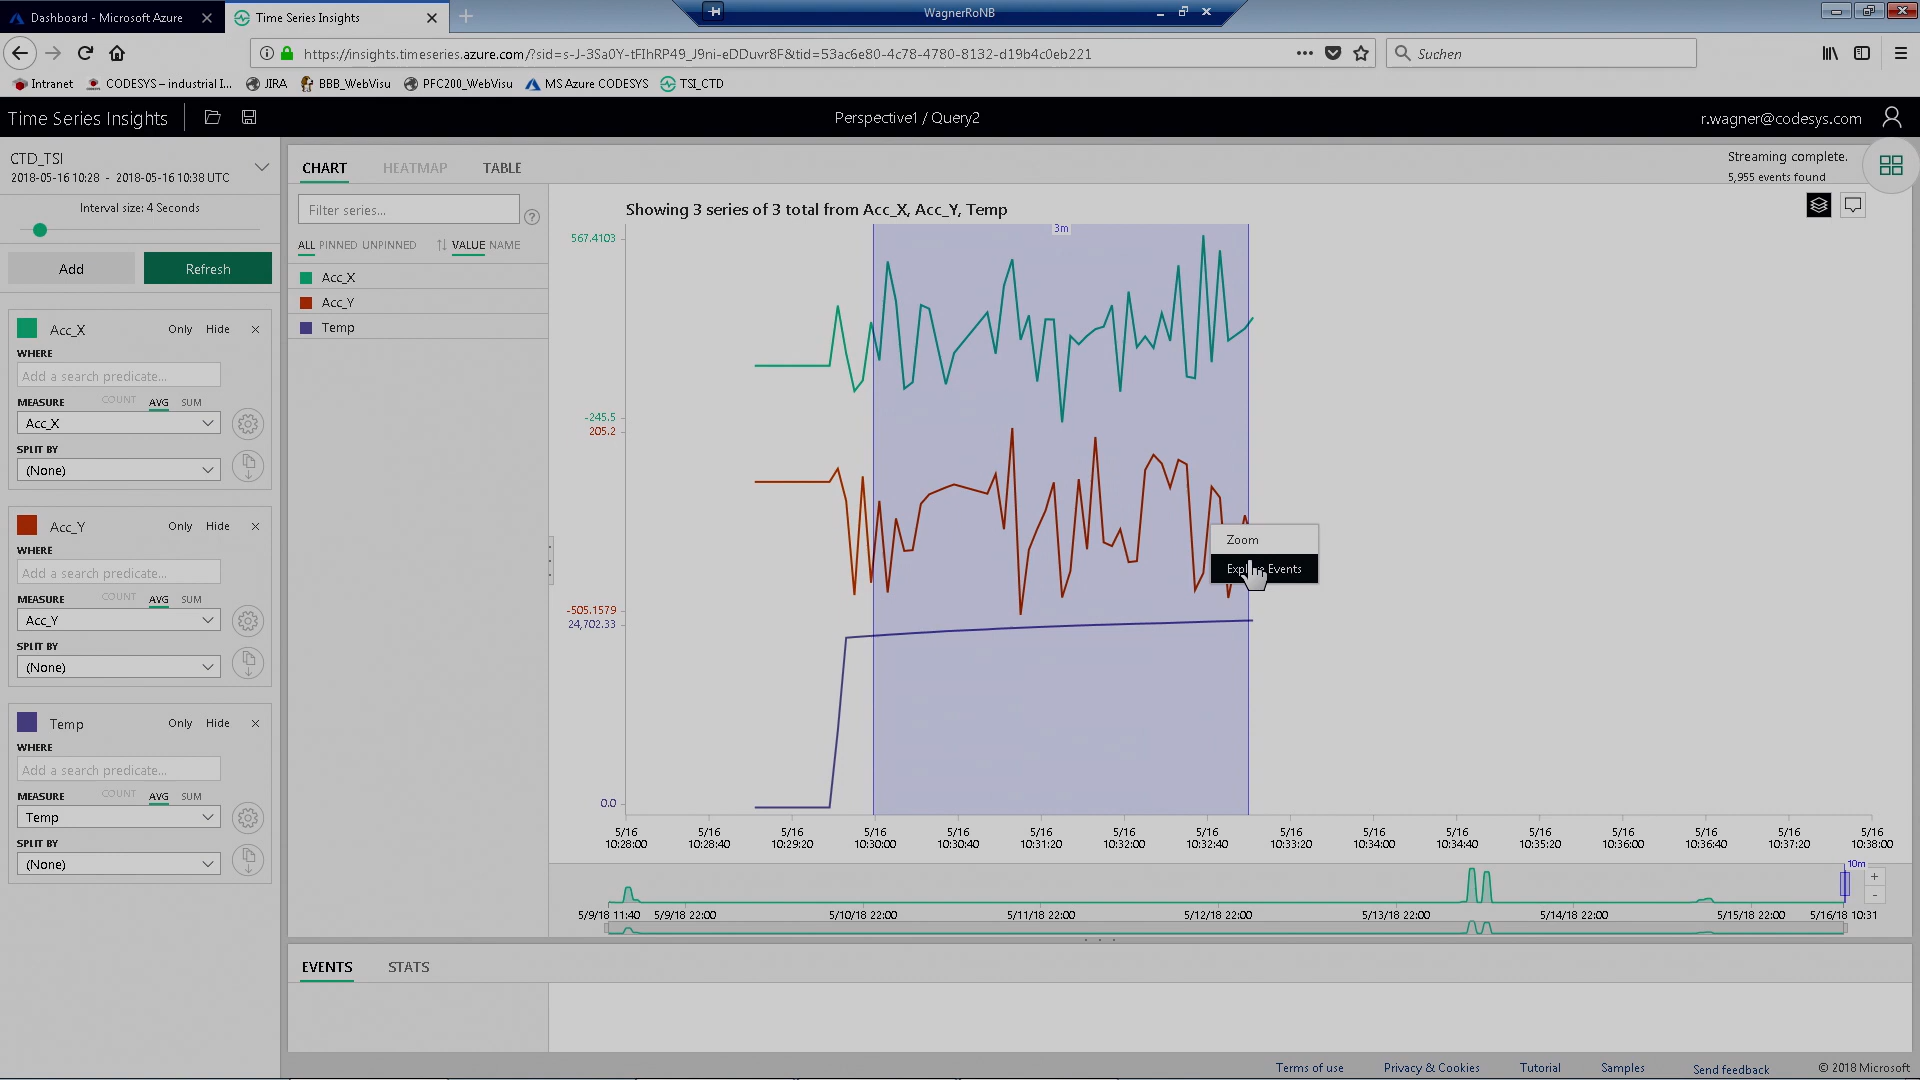 Dashboard - Microsoft Azure
Time Series Insights
WagnerRoNB
https://insights.timeseries.azure.com/?sid=s-J-3Sa0Y-tFIhRP49_J9ni-eDDuvr8F&tid=53ac6e80-4c78-4780-8132-d19b4c0eb221
Suchen
Intranet
CODESYS – industrial I...
JIRA
BBB_WebVisu
PFC200_WebVisu
MS Azure CODESYS
TSI_CTD
Time Series Insights
Perspective1 / Query2
r.wagner@codesys.com
CTD_TSI
2018-05-16 10:28 - 2018-05-16 10:38 UTC
Interval size: 4 Seconds
Add
Refresh
Acc_X
Only
Hide
WHERE
Add a search predicate...
MEASURE
COUNT
AVG
SUM
Acc_X
SPLIT BY
(None)
Acc_Y
Only
Hide
WHERE
Add a search predicate...
MEASURE
COUNT
AVG
SUM
Acc_Y
SPLIT BY
(None)
Temp
Only
Hide
WHERE
Add a search predicate...
MEASURE
COUNT
AVG
SUM
Temp
SPLIT BY
(None)
CHART
HEATMAP
TABLE
Streaming complete.
5,955 events found
Filter series...
ALL PINNED UNPINNED
VALUE NAME
Acc_X
Acc_Y
Temp
Showing 3 series of 3 total from Acc_X, Acc_Y, Temp
3m
567.4103
-245.5
205.2
-505.1579
24,702.33
0.0
Zoom
Events
5/16 10:28:00
5/16 10:28:40
5/16 10:29:20
5/16 10:30:00
5/16 10:30:40
5/16 10:31:20
5/16 10:32:00
5/16 10:32:40
5/16 10:33:20
5/16 10:34:00
5/16 10:34:40
5/16 10:35:20
5/16 10:36:00
5/16 10:36:40
5/16 10:37:20
5/16 10:38:00
10m
+
-
5/9/18 11:40
5/9/18 22:00
5/10/18 22:00
5/11/18 22:00
5/12/18 22:00
5/13/18 22:00
5/14/18 22:00
5/15/18 22:00
5/16/18 10:31
EVENTS
STATS
Terms of use
Privacy & Cookies
Tutorial
Samples
Send feedback
© 2018 Microsoft